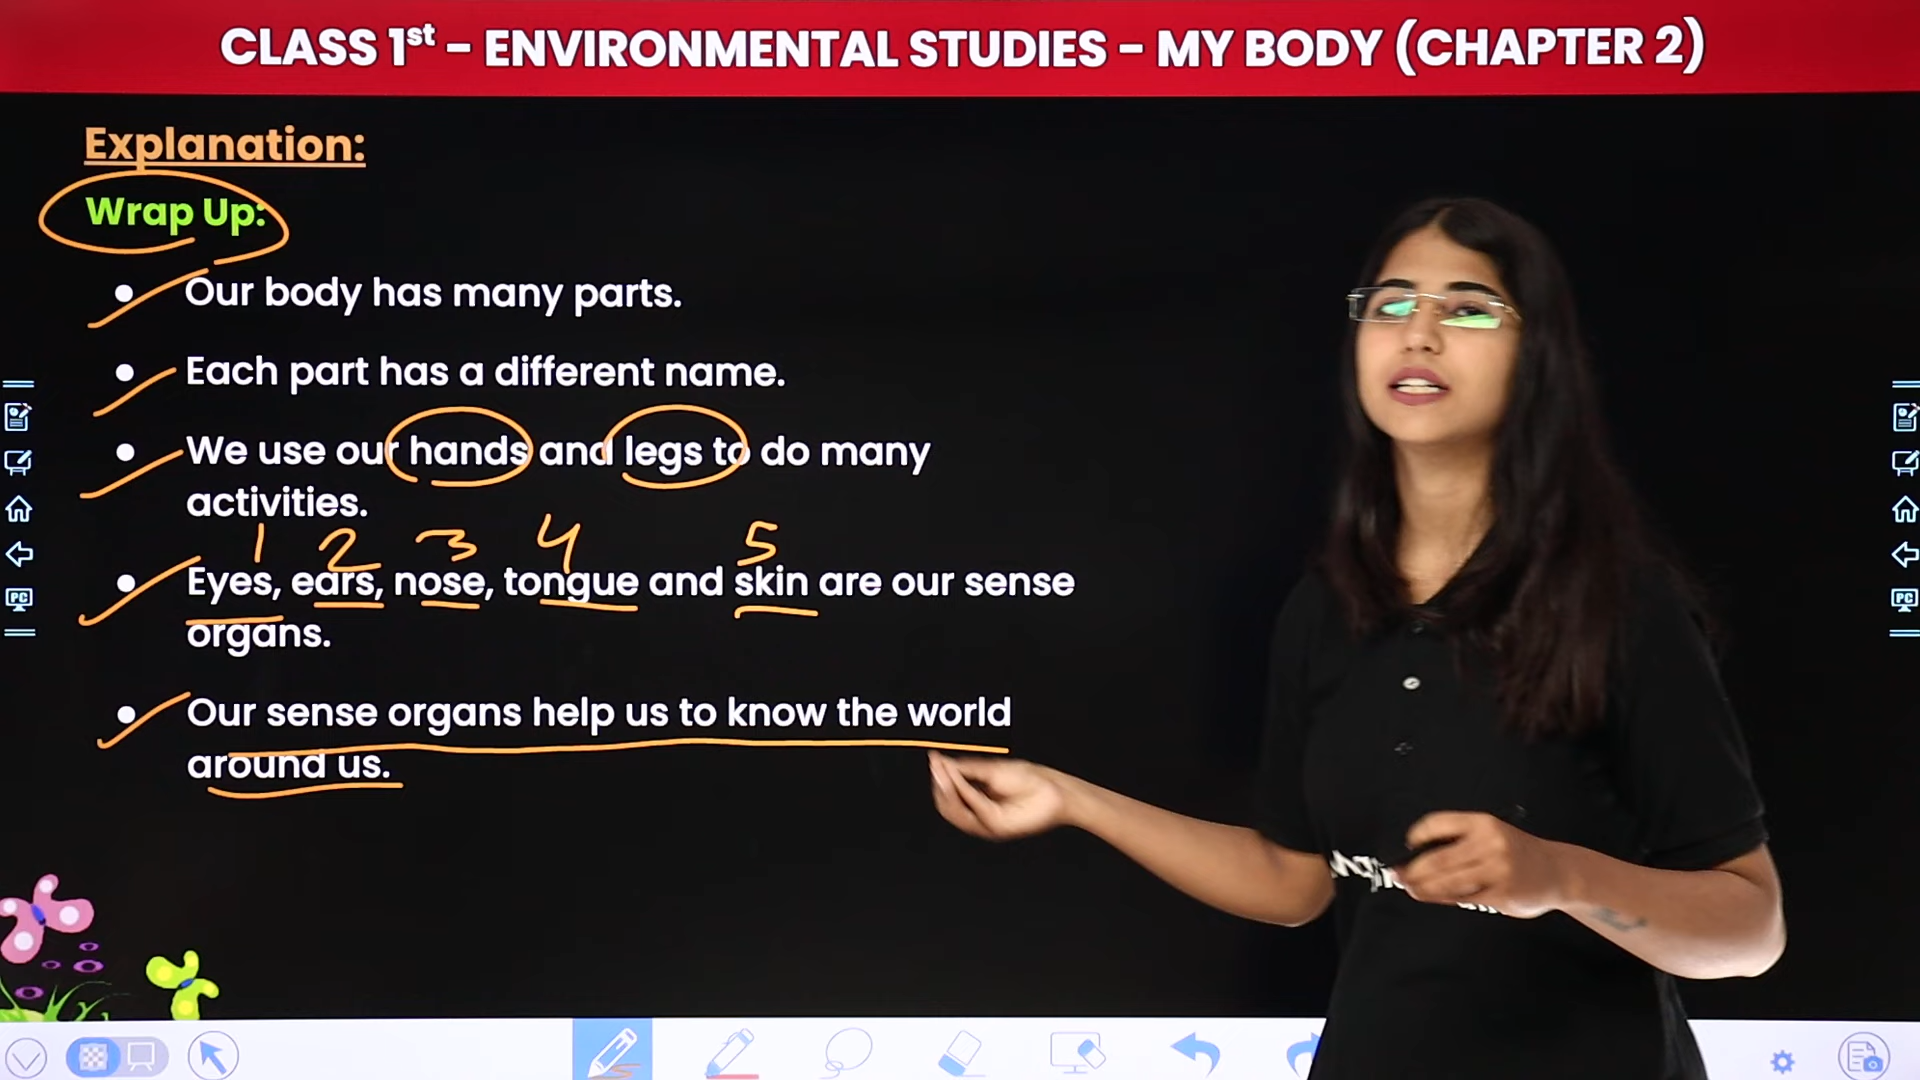 CLASS 1st - ENVIRONMENTAL STUDIES - MY BODY (CHAPTER 2)
Explanation:
Wrap Up:
• Our body has many parts.
• Each part has a different name.
• We use our hands and legs to do many
activities.
1 2 3 4 5
• Eyes, ears, nose, tongue and skin are our sense
organs.
• Our sense organs help us to know the world
around us.
PC
PC